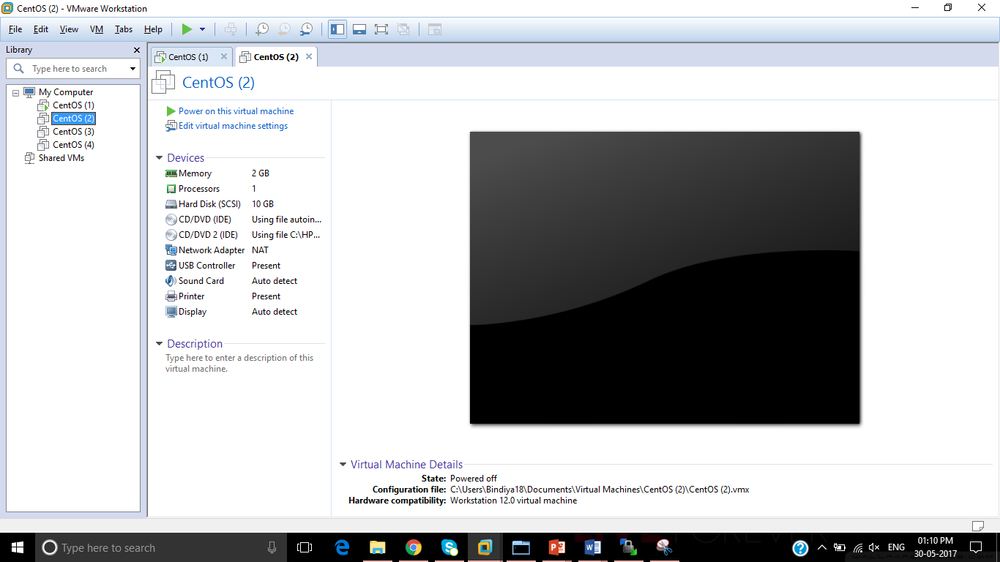 CentOS (2) - VMware Workstation
File Edit View VM Tabs Help
Library
Type here to search
My Computer
CentOS (1)
CentOS (2)
CentOS (3)
CentOS (4)
Shared VMs
CentOS (1) CentOS (2)
CentOS (2)
Power on this virtual machine
Edit virtual machine settings
Devices
Memory 2 GB
Processors 1
Hard Disk (SCSI) 10 GB
CD/DVD (IDE) Using file autoin...
CD/DVD 2 (IDE) Using file C:\HP...
Network Adapter NAT
USB Controller Present
Sound Card Auto detect
Printer Present
Display Auto detect
Description
Type here to enter a description of this
virtual machine.
Virtual Machine Details
State: Powered off
Configuration file: C:\Users\Bindiya18\Documents\Virtual Machines\CentOS (2)\CentOS (2).vmx
Hardware compatibility: Workstation 12.0 virtual machine
Type here to search
ENG
01:10 PM
30-05-2017